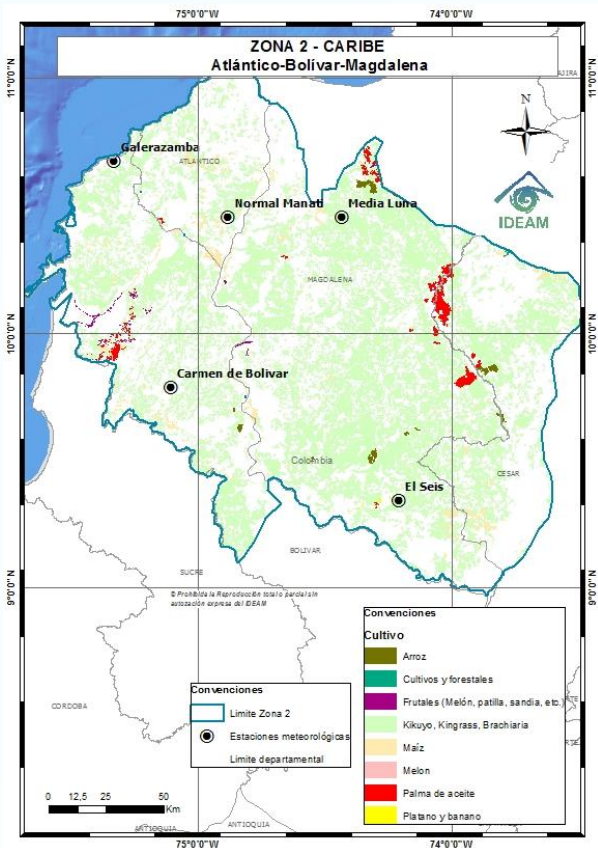 75°0'0"W 74°0'0"W
ZONA 2 - CARIBE
Atlántico-Bolívar-Magdalena
11°0'0"N 11°0'0"N
AJIRA
N
Galerazamba
ATLANTICO
IDEAM
Normal Manati Media Luna
MAGDALENA
10°0'0"N 10°0'0"N
Carmen de Bolivar
Colombia
CESAR
El Seis
BOLIVAR
SUCRE
9°0'0"N 9°0'0"N
© Prohibida la Reproducción total o parcial sin
autorización expresa del IDEAM
Convenciones
Cultivo
Arroz
Cultivos y forestales
Frutales (Melón, patilla, sandia, etc.)
Kikuyo, Kingrass, Brachiaria
Maíz
Melon
Palma de aceite
Platano y banano
Convenciones
Limite Zona 2
Estaciones meteorológicas
Limite departamental
CORDOBA
0 12,5 25 50
Km
ANTIOQUIA ANTIOQUIA
75°0'0"W 74°0'0"W